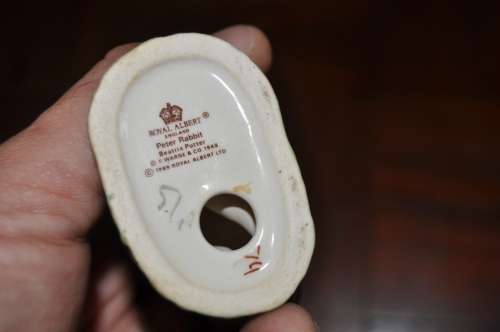 ROYAL ALBERT ®
ENGLAND
Peter Rabbit
Beatrix Potter
© F. WARNE & CO. 1948
© 1989 ROYAL ALBERT LTD